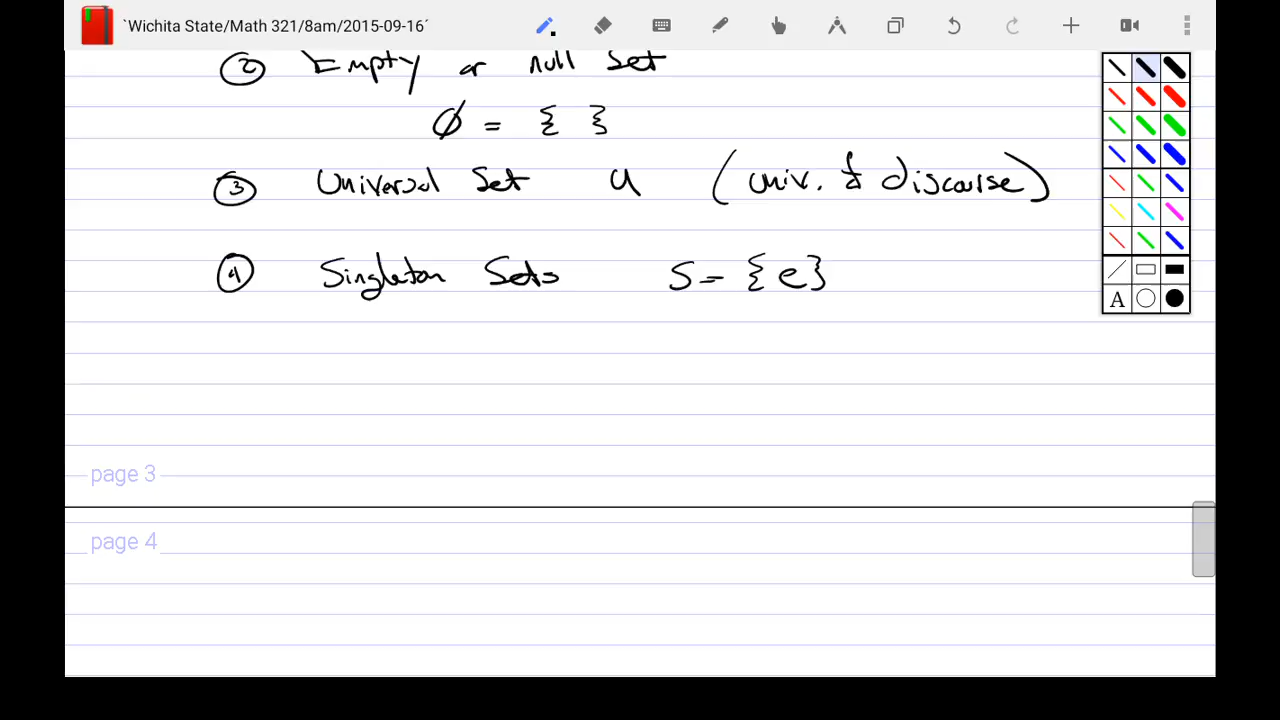 `Wichita State/Math 321/8am/2015-09-16´
② Empty or null set
∅ = { }
③ Universal Set U (univ. of discourse)
④ Singleton Sets S = {e}
A
page 3
page 4